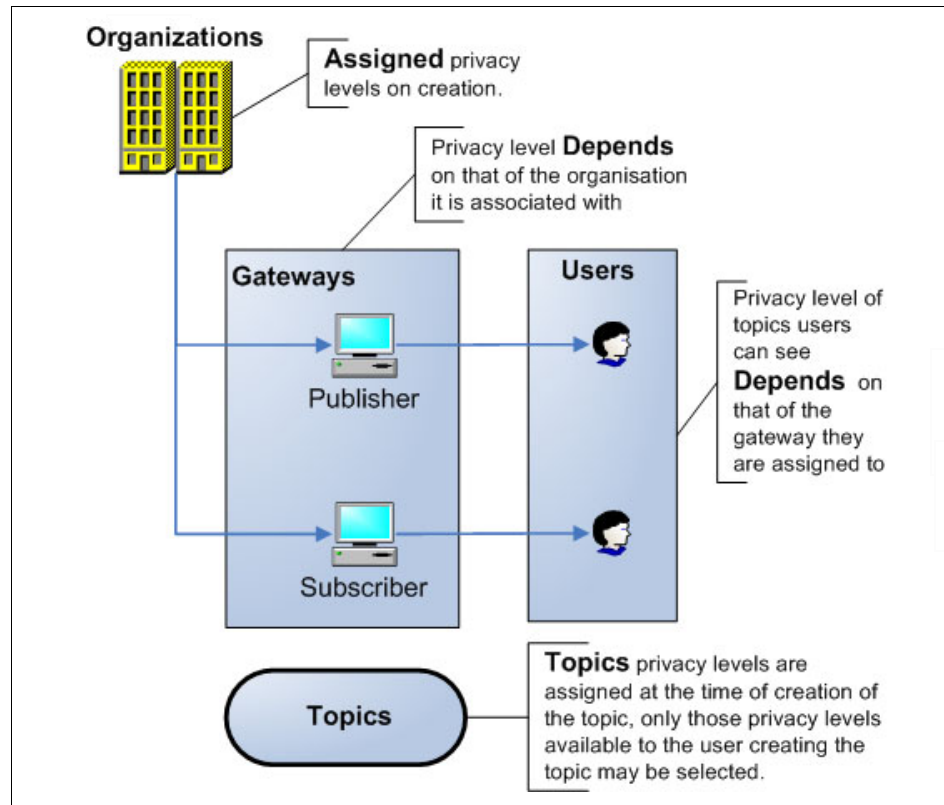 Organizations
Assigned privacy
levels on creation.
Privacy level Depends
on that of the organisation
it is associated with
Gateways
Users
Publisher
Privacy level of
topics users
can see
Depends on
that of the
gateway they
are assigned to
Subscriber
Topics
Topics privacy levels are
assigned at the time of creation of
the topic, only those privacy levels
available to the user creating the
topic may be selected.